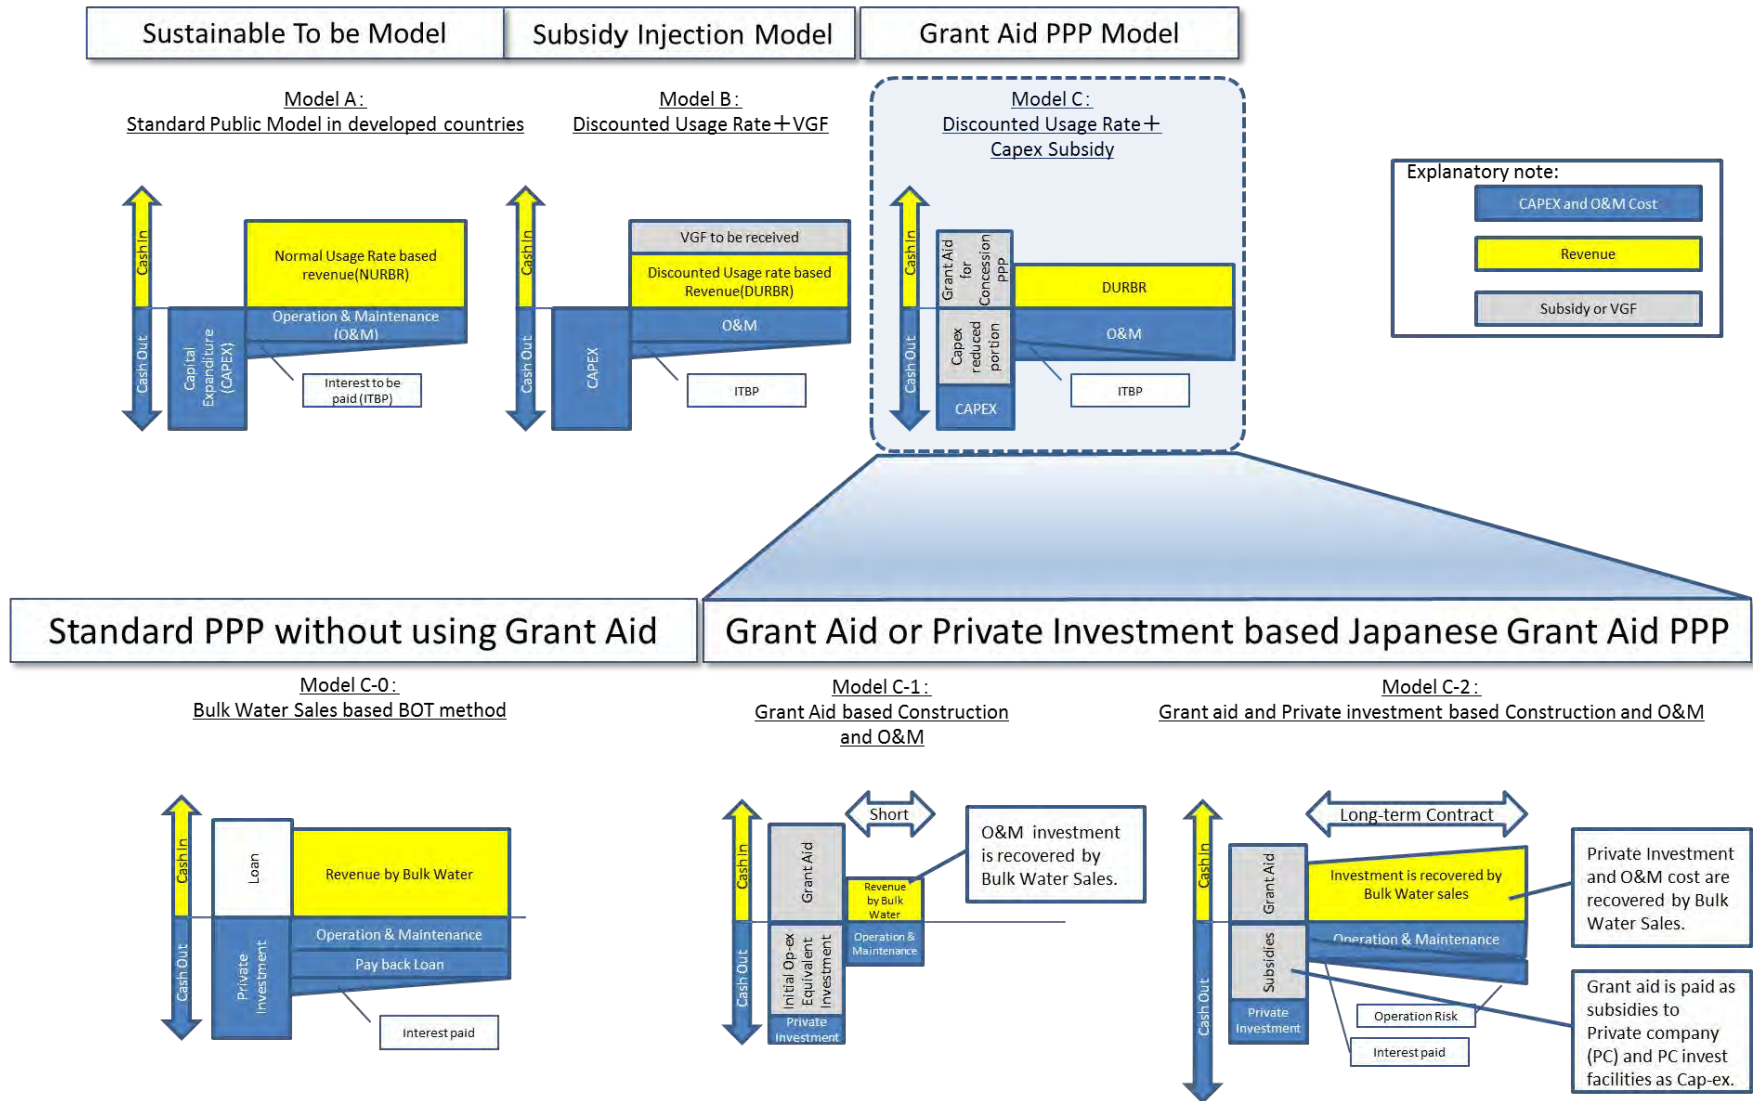 Sustainable To be Model
Subsidy Injection Model
Grant Aid PPP Model
Model A:
Standard Public Model in developed countries
Model B:
Discounted Usage Rate＋VGF
Model C:
Discounted Usage Rate＋
Capex Subsidy
Cash In
Cash Out
Normal Usage Rate based
revenue(NURBR)
Operation & Maintenance
(O&M)
Capital
Expenditure
(CAPEX)
Interest to be
paid (ITBP)
Cash In
Cash Out
VGF to be received
Discounted Usage rate based
Revenue(DURBR)
O&M
CAPEX
ITBP
Cash In
Cash Out
Grant Aid
for
Concession
PPP
DURBR
Capex
reduced
portion
O&M
CAPEX
ITBP
Explanatory note:
CAPEX and O&M Cost
Revenue
Subsidy or VGF
Standard PPP without using Grant Aid
Grant Aid or Private Investment based Japanese Grant Aid PPP
Model C-0:
Bulk Water Sales based BOT method
Model C-1:
Grant Aid based Construction
and O&M
Model C-2:
Grant aid and Private investment based Construction and O&M
Cash In
Cash Out
Loan
Revenue by Bulk Water
Private
Investment
Operation & Maintenance
Pay back Loan
Interest paid
Cash In
Cash Out
Short
Grant Aid
Revenue
by Bulk
Water
Initial Op-ex
Equivalent
Investment
Operation &
Maintenance
Private
Investment
O&M investment
is recovered by
Bulk Water Sales.
Cash In
Cash Out
Long-term Contract
Grant Aid
Investment is recovered by
Bulk Water sales
Subsidies
Operation & Maintenance
Private
Investment
Operation Risk
Interest paid
Private Investment
and O&M cost are
recovered by Bulk
Water Sales.
Grant aid is paid as
subsidies to
Private company
(PC) and PC invest
facilities as Cap-ex.